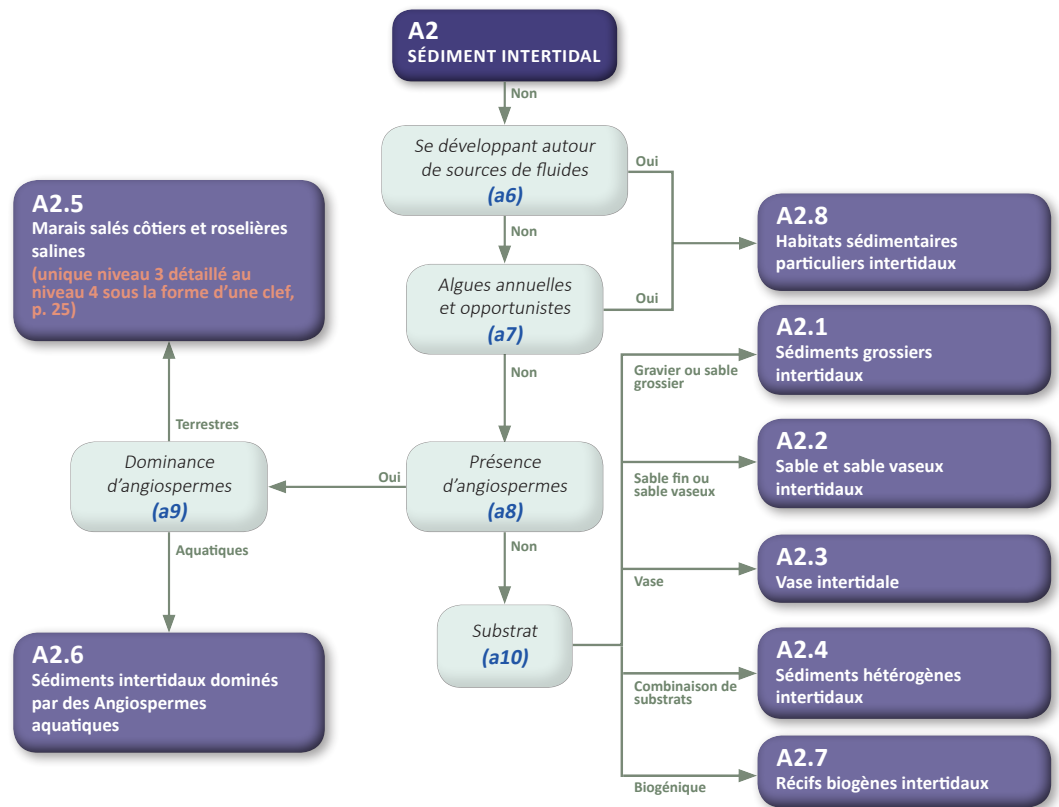 A2
SÉDIMENT INTERTIDAL
Non
Se développant autour
de sources de fluides
(a6)
Oui
Non
A2.5
Marais salés côtiers et roselières
salines
(unique niveau 3 détaillé au
niveau 4 sous la forme d'une clef,
p. 25)
A2.8
Habitats sédimentaires
particuliers intertidaux
Algues annuelles
et opportunistes
(a7)
Oui
Non
A2.1
Sédiments grossiers
intertidaux
Gravier ou sable
grossier
Terrestres
Dominance
d'angiospermes
(a9)
Oui
Présence
d'angiospermes
(a8)
A2.2
Sable et sable vaseux
intertidaux
Sable fin ou
sable vaseux
Aquatiques
Non
A2.3
Vase intertidale
Vase
Substrat
(a10)
A2.6
Sédiments intertidaux dominés
par des Angiospermes
aquatiques
A2.4
Sédiments hétérogènes
intertidaux
Combinaison de
substrats
A2.7
Récifs biogènes intertidaux
Biogénique